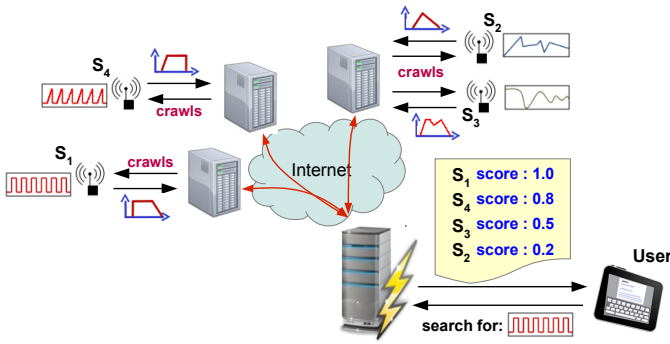 S2
S4
crawls
crawls
S3
S1
crawls
Internet
S1 score : 1.0
S4 score : 0.8
S3 score : 0.5
S2 score : 0.2
User
search for: